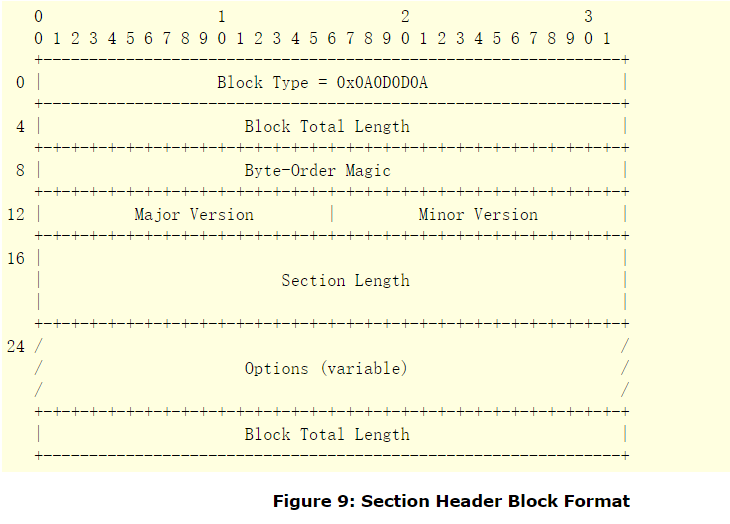 0                   1                   2                   3
0 1 2 3 4 5 6 7 8 9 0 1 2 3 4 5 6 7 8 9 0 1 2 3 4 5 6 7 8 9 0 1
0 | Block Type = 0x0A0D0D0A |
4 | Block Total Length |
8 | Byte-Order Magic |
12 | Major Version | Minor Version |
16 |
Section Length
24 /
/ Options (variable) /
Block Total Length
Figure 9: Section Header Block Format